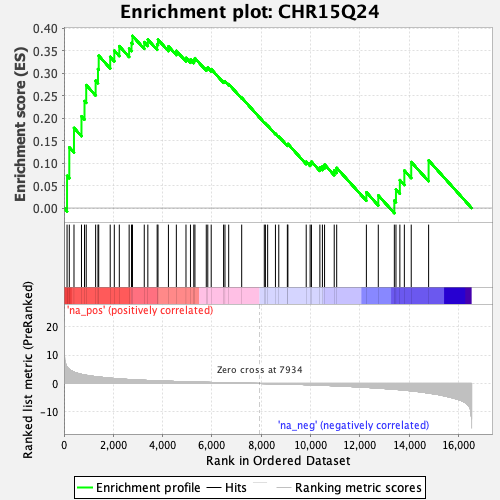 Enrichment plot: CHR15Q24
Enrichment score (ES)
0.40
0.35
0.30
0.25
0.20
0.15
0.10
0.05
0.00
'na_pos' (positively correlated)
Ranked list metric (PreRanked)
20
10
0
-10
Zero cross at 7934
'na_neg' (negatively correlated)
0
2,000
4,000
6,000
8,000
10,000
12,000
14,000
16,000
Rank in Ordered Dataset
Enrichment profile
Hits
Ranking metric scores